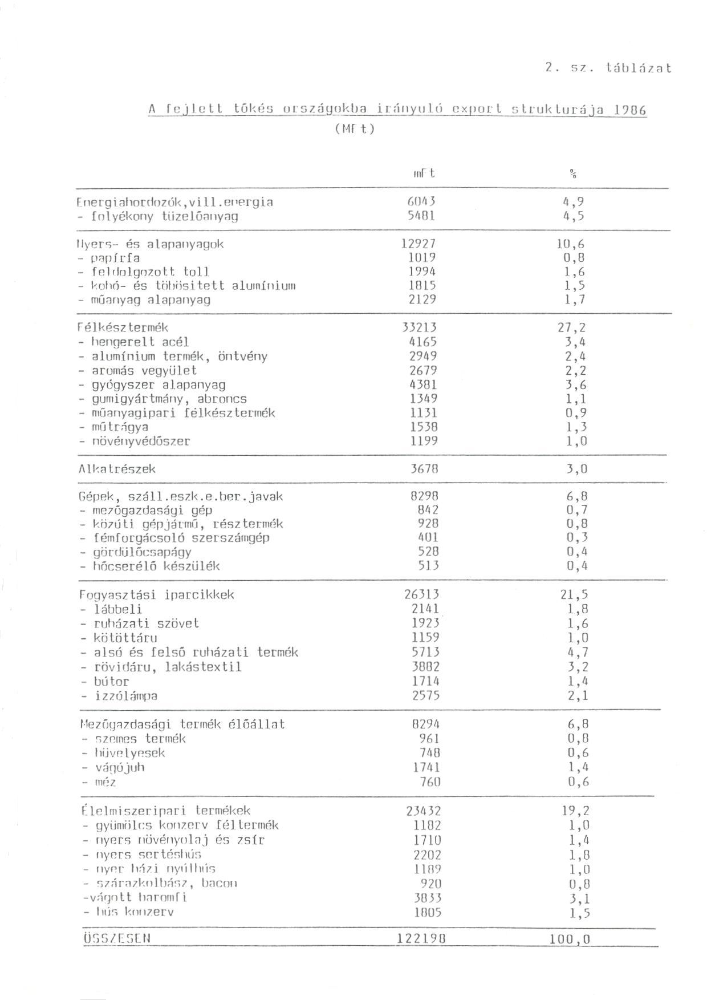 2. sz. táblázat
A fejlett tőkés országokba irányuló export strukturája 1986
(MFt)
mFt %
Energiahordozók,vill.energia 6043 4,9
- folyékony tüzelőanyag 5481 4,5
Nyers- és alapanyagok 12927 10,6
- papírfa 1019 0,8
- feldolgozott toll 1994 1,6
- kohó- és tömbösitett alumínium 1815 1,5
- műanyag alapanyag 2129 1,7
Félkésztermék 33213 27,2
- hengerelt acél 4165 3,4
- alumínium termék, öntvény 2949 2,4
- aromás vegyület 2679 2,2
- gyógyszer alapanyag 4381 3,6
- gumigyártmány, abroncs 1349 1,1
- műanyagipari félkésztermék 1131 0,9
- műtrágya 1538 1,3
- növényvédőszer 1199 1,0
Alkatrészek 3678 3,0
Gépek, száll.eszk.e.ber.javak 8298 6,8
- mezőgazdasági gép 842 0,7
- közúti gépjármű, résztermék 928 0,8
- fémforgácsoló szerszámgép 401 0,3
- gördülőcsapágy 528 0,4
- hőcserélő készülék 513 0,4
Fogyasztási iparcikkek 26313 21,5
- lábbeli 2141 1,8
- ruházati szövet 1923 1,6
- kötöttáru 1159 1,0
- alsó és felső ruházati termék 5713 4,7
- rövidáru, lakástextil 3882 3,2
- bútor 1714 1,4
- izzólámpa 2575 2,1
Mezőgazdasági termék élőállat 8294 6,8
- szemes termék 961 0,8
- hüvelyesek 748 0,6
- vágójuh 1741 1,4
- méz 760 0,6
Élelmiszeripari termékek 23432 19,2
- gyümölcs konzerv féltermék 1182 1,0
- nyers növényolaj és zsír 1710 1,4
- nyers sertéshús 2202 1,8
- nyer házi nyúlhús 1189 1,0
- szárazkolbász, bacon 920 0,8
-vágott baromfi 3833 3,1
- hús konzerv 1805 1,5
ÖSSZESEN 122198 100,0